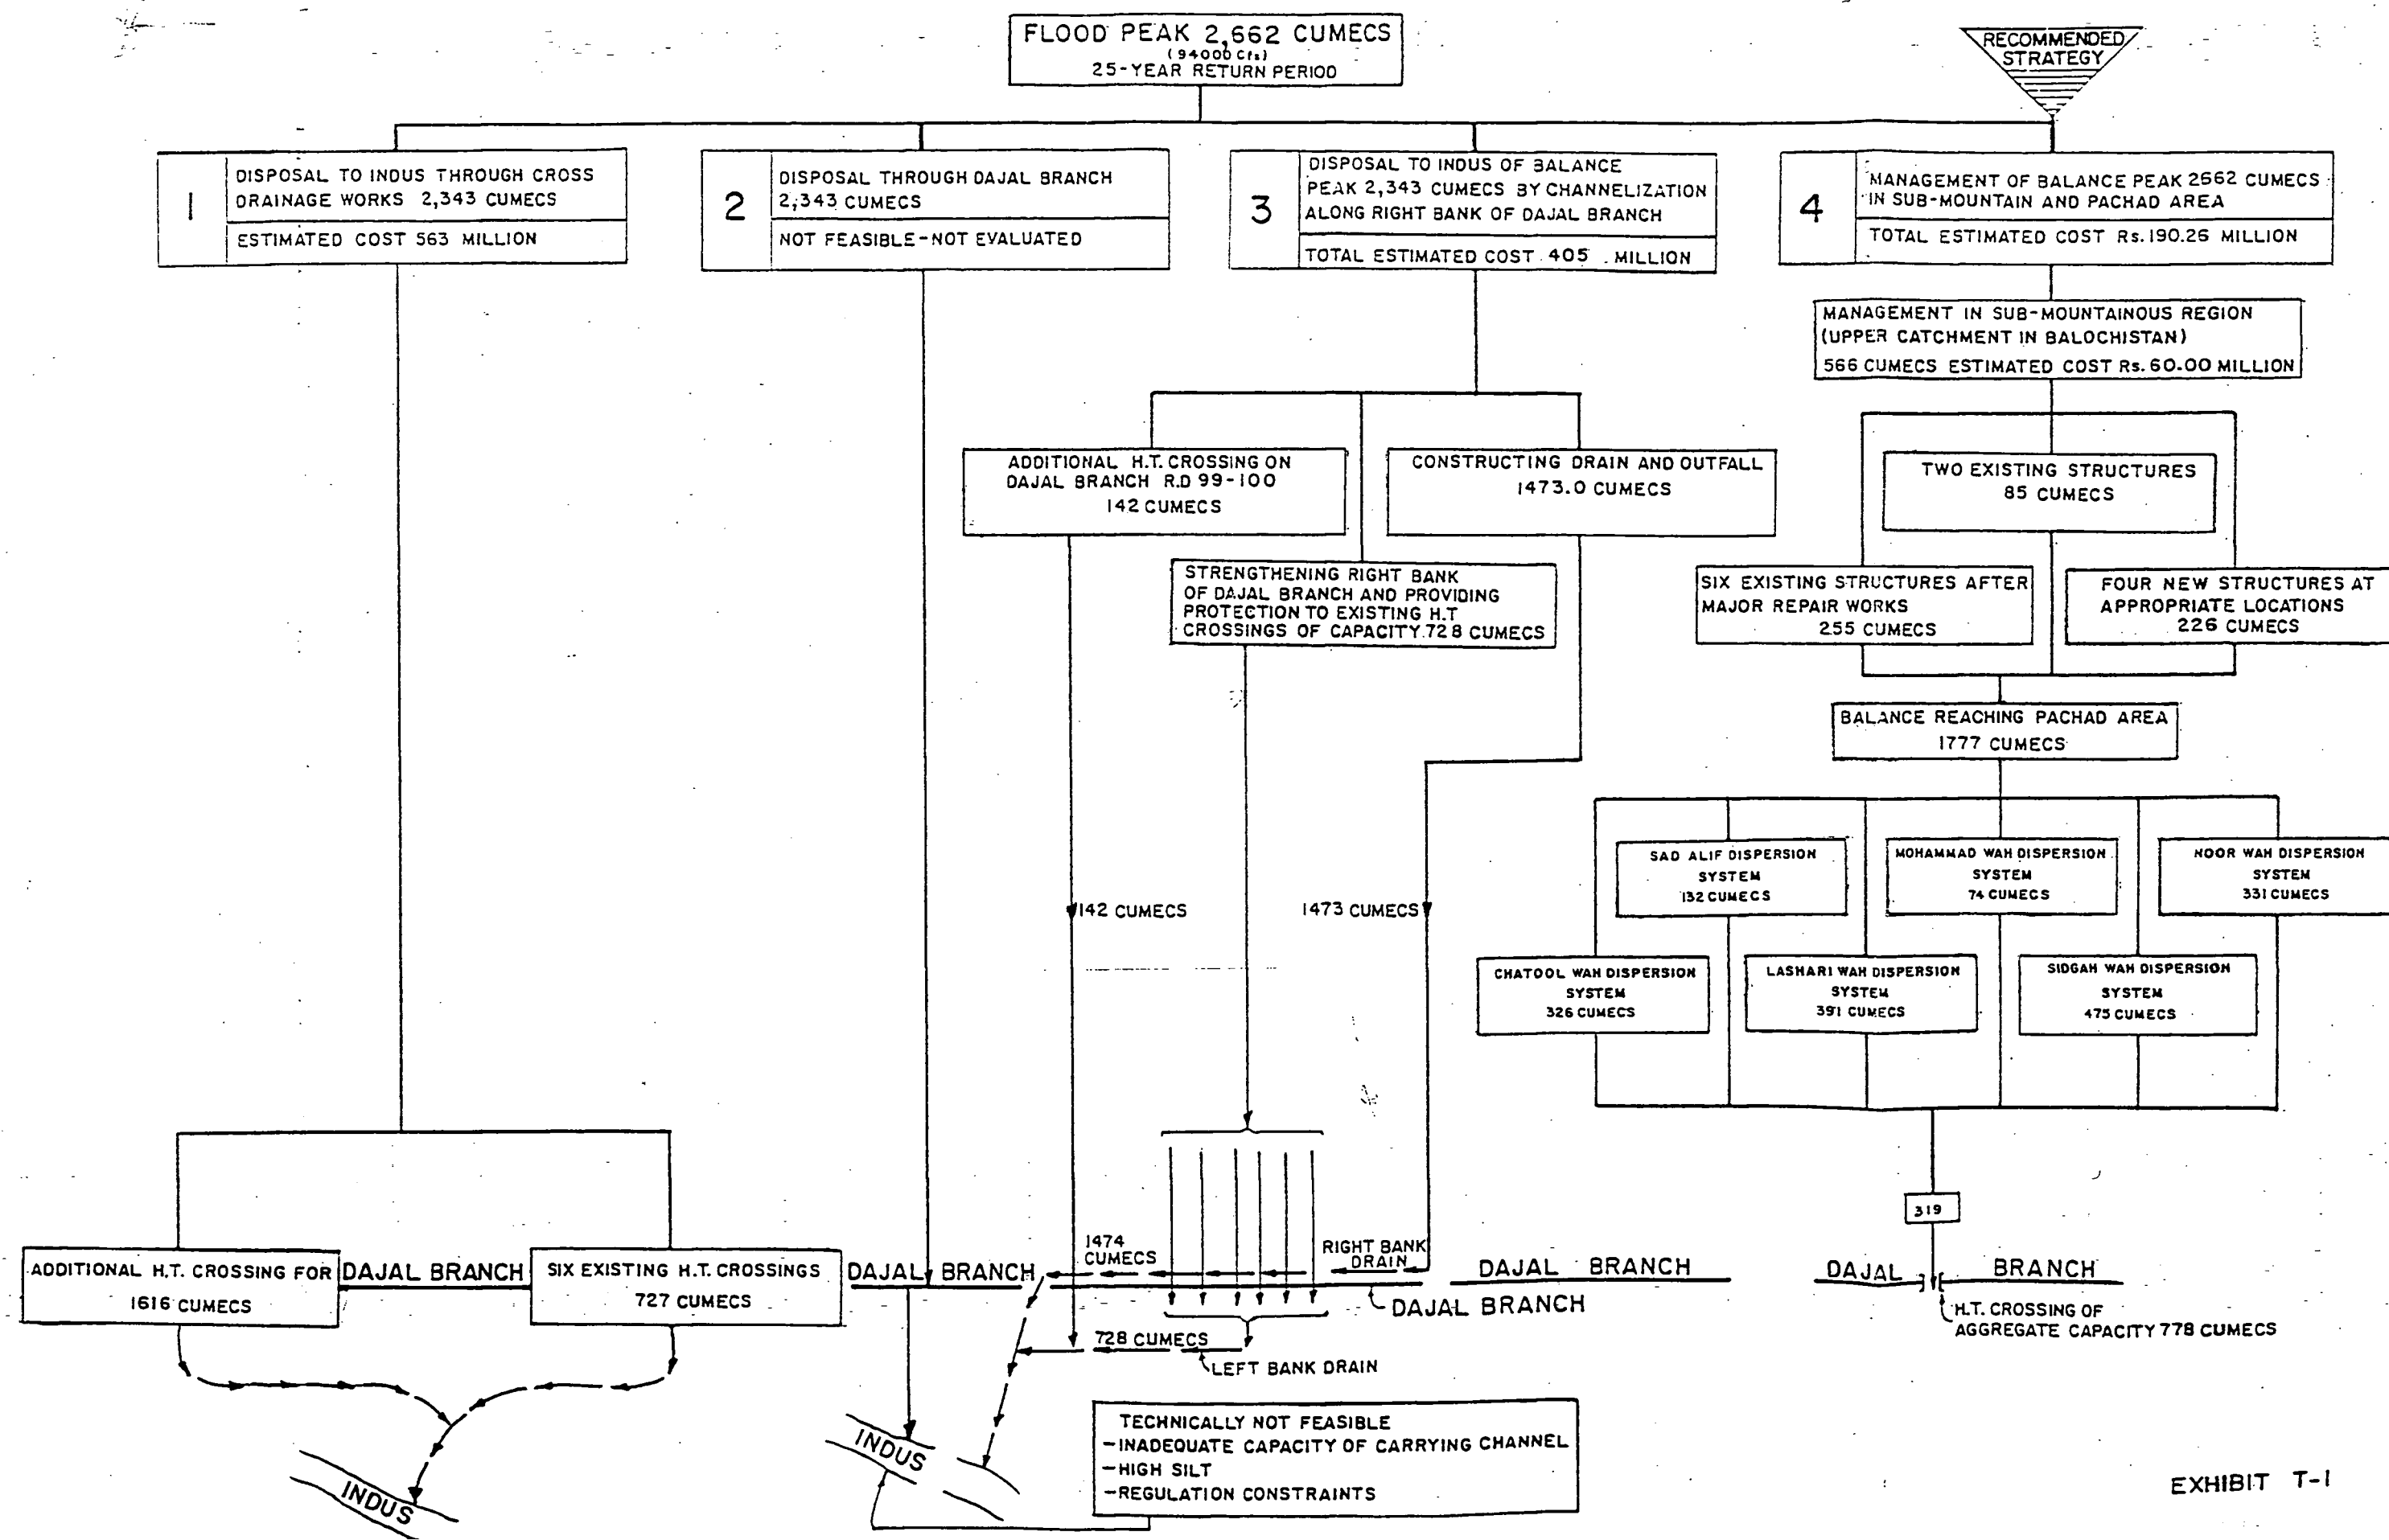 FLOOD PEAK 2,662 CUMECS
(94000 Cfs)
25-YEAR RETURN PERIOD
RECOMMENDED
STRATEGY
1
DISPOSAL TO INDUS THROUGH CROSS
DRAINAGE WORKS 2,343 CUMECS
ESTIMATED COST 563 MILLION
2
DISPOSAL THROUGH DAJAL BRANCH
2,343 CUMECS
NOT FEASIBLE-NOT EVALUATED
3
DISPOSAL TO INDUS OF BALANCE
PEAK 2,343 CUMECS BY CHANNELIZATION
ALONG RIGHT BANK OF DAJAL BRANCH
TOTAL ESTIMATED COST 405 MILLION
4
MANAGEMENT OF BALANCE PEAK 2662 CUMECS
IN SUB-MOUNTAIN AND PACHAD AREA
TOTAL ESTIMATED COST Rs.190.26 MILLION
MANAGEMENT IN SUB-MOUNTAINOUS REGION
(UPPER CATCHMENT IN BALOCHISTAN)
566 CUMECS ESTIMATED COST Rs.60.00 MILLION
ADDITIONAL H.T. CROSSING ON
DAJAL BRANCH R.D 99-100
142 CUMECS
CONSTRUCTING DRAIN AND OUTFALL
1473.0 CUMECS
TWO EXISTING STRUCTURES
85 CUMECS
STRENGTHENING RIGHT BANK
OF DAJAL BRANCH AND PROVIDING
PROTECTION TO EXISTING H.T
CROSSINGS OF CAPACITY 728 CUMECS
SIX EXISTING STRUCTURES AFTER
MAJOR REPAIR WORKS
255 CUMECS
FOUR NEW STRUCTURES AT
APPROPRIATE LOCATIONS
226 CUMECS
BALANCE REACHING PACHAD AREA
1777 CUMECS
SAD ALIF DISPERSION
SYSTEM
132 CUMECS
MOHAMMAD WAH DISPERSION
SYSTEM
74 CUMECS
NOOR WAH DISPERSION
SYSTEM
331 CUMECS
142 CUMECS
1473 CUMECS
CHATOOL WAH DISPERSION
SYSTEM
326 CUMECS
LASHARI WAH DISPERSION
SYSTEM
391 CUMECS
SIDGAH WAH DISPERSION
SYSTEM
475 CUMECS
319
ADDITIONAL H.T. CROSSING FOR
1616 CUMECS
DAJAL BRANCH
SIX EXISTING H.T. CROSSINGS
727 CUMECS
DAJAL BRANCH
1474
CUMECS
RIGHT BANK
DRAIN
DAJAL BRANCH
DAJAL BRANCH
DAJAL BRANCH
H.T. CROSSING OF
AGGREGATE CAPACITY 778 CUMECS
728 CUMECS
LEFT BANK DRAIN
INDUS
INDUS
TECHNICALLY NOT FEASIBLE
-INADEQUATE CAPACITY OF CARRYING CHANNEL
-HIGH SILT
-REGULATION CONSTRAINTS
EXHIBIT T-1